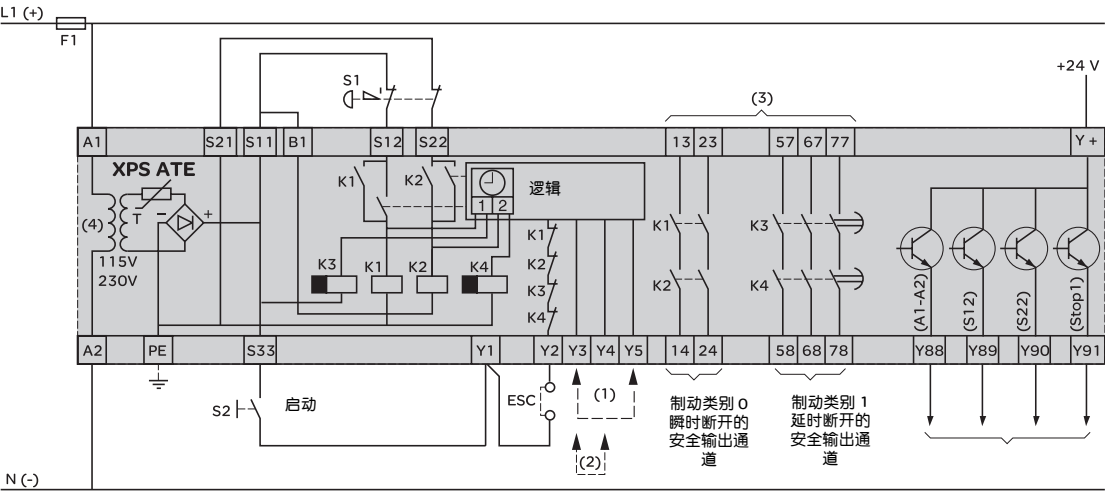 L1 (+)
F1
+24 V
S1
(3)
A1 S21 S11 B1 S12 S22 13 23 57 67 77 Y +
XPS ATE
K1 K2 逻辑
1 2
(4) T − +
K1 K1 K3
115V
230V
K2
K3 K1 K2 K4
K3 K2 K4
K4
(A1-A2) (S12) (S22) (Stop1)
A2 PE S33 Y1 Y2 Y3 Y4 Y5 14 24 58 68 78 Y88 Y89 Y90 Y91
S2 启动
ESC (1)
(2)
制动类别 0
瞬时断开的
安全输出通
道
制动类别 1
延时断开的
安全输出通
道
N (-)